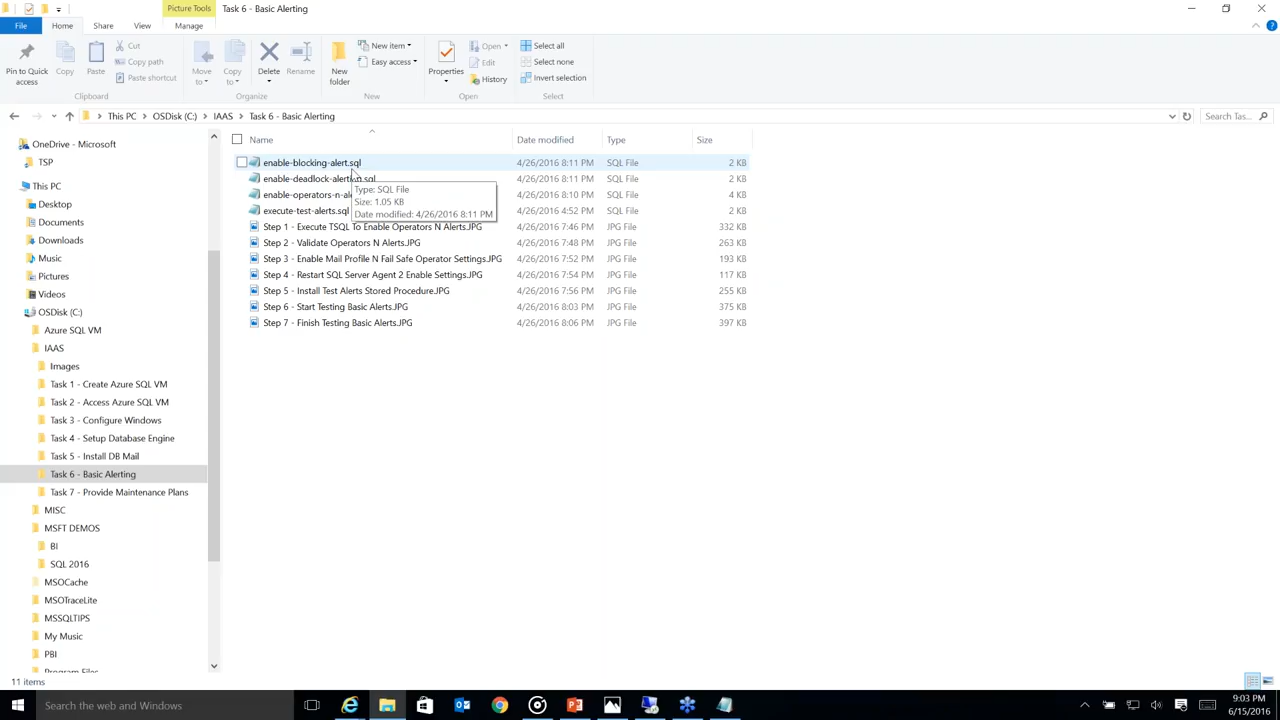 Picture Tools
Task 6 - Basic Alerting
File
Home
Share
View
Manage
Pin to Quick access
Copy
Paste
Cut
Copy path
Paste shortcut
Clipboard
Move to
Copy to
Delete
Rename
Organize
New folder
New item
Easy access
New
Properties
Open
Edit
History
Open
Select all
Select none
Invert selection
Select
This PC > OSDisk (C:) > IAAS > Task 6 - Basic Alerting
Search Tas...
OneDrive - Microsoft
TSP
This PC
Desktop
Documents
Downloads
Music
Pictures
Videos
OSDisk (C:)
Azure SQL VM
IAAS
Images
Task 1 - Create Azure SQL VM
Task 2 - Access Azure SQL VM
Task 3 - Configure Windows
Task 4 - Setup Database Engine
Task 5 - Install DB Mail
Task 6 - Basic Alerting
Task 7 - Provide Maintenance Plans
MISC
MSFT DEMOS
BI
SQL 2016
MSOCache
MSOTraceLite
MSSQLTIPS
My Music
PBI
Program Files
Name Date modified Type Size
enable-blocking-alert.sql 4/26/2016 8:11 PM SQL File 2 KB
enable-deadlock-alerting.sql 4/26/2016 8:11 PM SQL File 2 KB
enable-operators-n-al 4/26/2016 8:10 PM SQL File 4 KB
execute-test-alerts.sql 4/26/2016 4:52 PM SQL File 2 KB
Step 1 - Execute TSQL To Enable Operators N Alerts.JPG 4/26/2016 7:46 PM JPG File 332 KB
Step 2 - Validate Operators N Alerts.JPG 4/26/2016 7:48 PM JPG File 263 KB
Step 3 - Enable Mail Profile N Fail Safe Operator Settings.JPG 4/26/2016 7:52 PM JPG File 193 KB
Step 4 - Restart SQL Server Agent 2 Enable Settings.JPG 4/26/2016 7:54 PM JPG File 117 KB
Step 5 - Install Test Alerts Stored Procedure.JPG 4/26/2016 7:56 PM JPG File 255 KB
Step 6 - Start Testing Basic Alerts.JPG 4/26/2016 8:03 PM JPG File 375 KB
Step 7 - Finish Testing Basic Alerts.JPG 4/26/2016 8:06 PM JPG File 397 KB
Type: SQL File
Size: 1.05 KB
Date modified: 4/26/2016 8:11 PM
11 items
Search the web and Windows
9:03 PM
6/15/2016